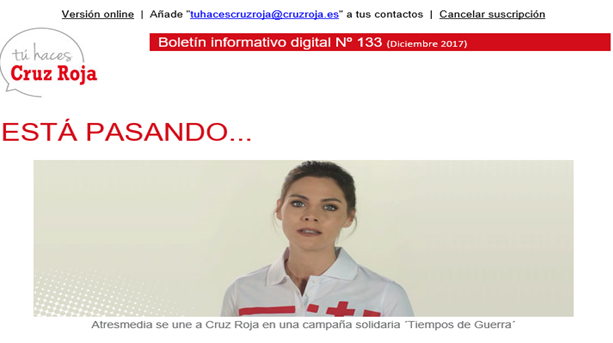 Versión online | Añade "tuhacescruzroja@cruzroja.es" a tus contactos | Cancelar suscripción
Boletín informativo digital Nº 133 (Diciembre 2017)
tú haces
Cruz Roja
ESTÁ PASANDO...
Atresmedia se une a Cruz Roja en una campaña solidaria ´Tiempos de Guerra´